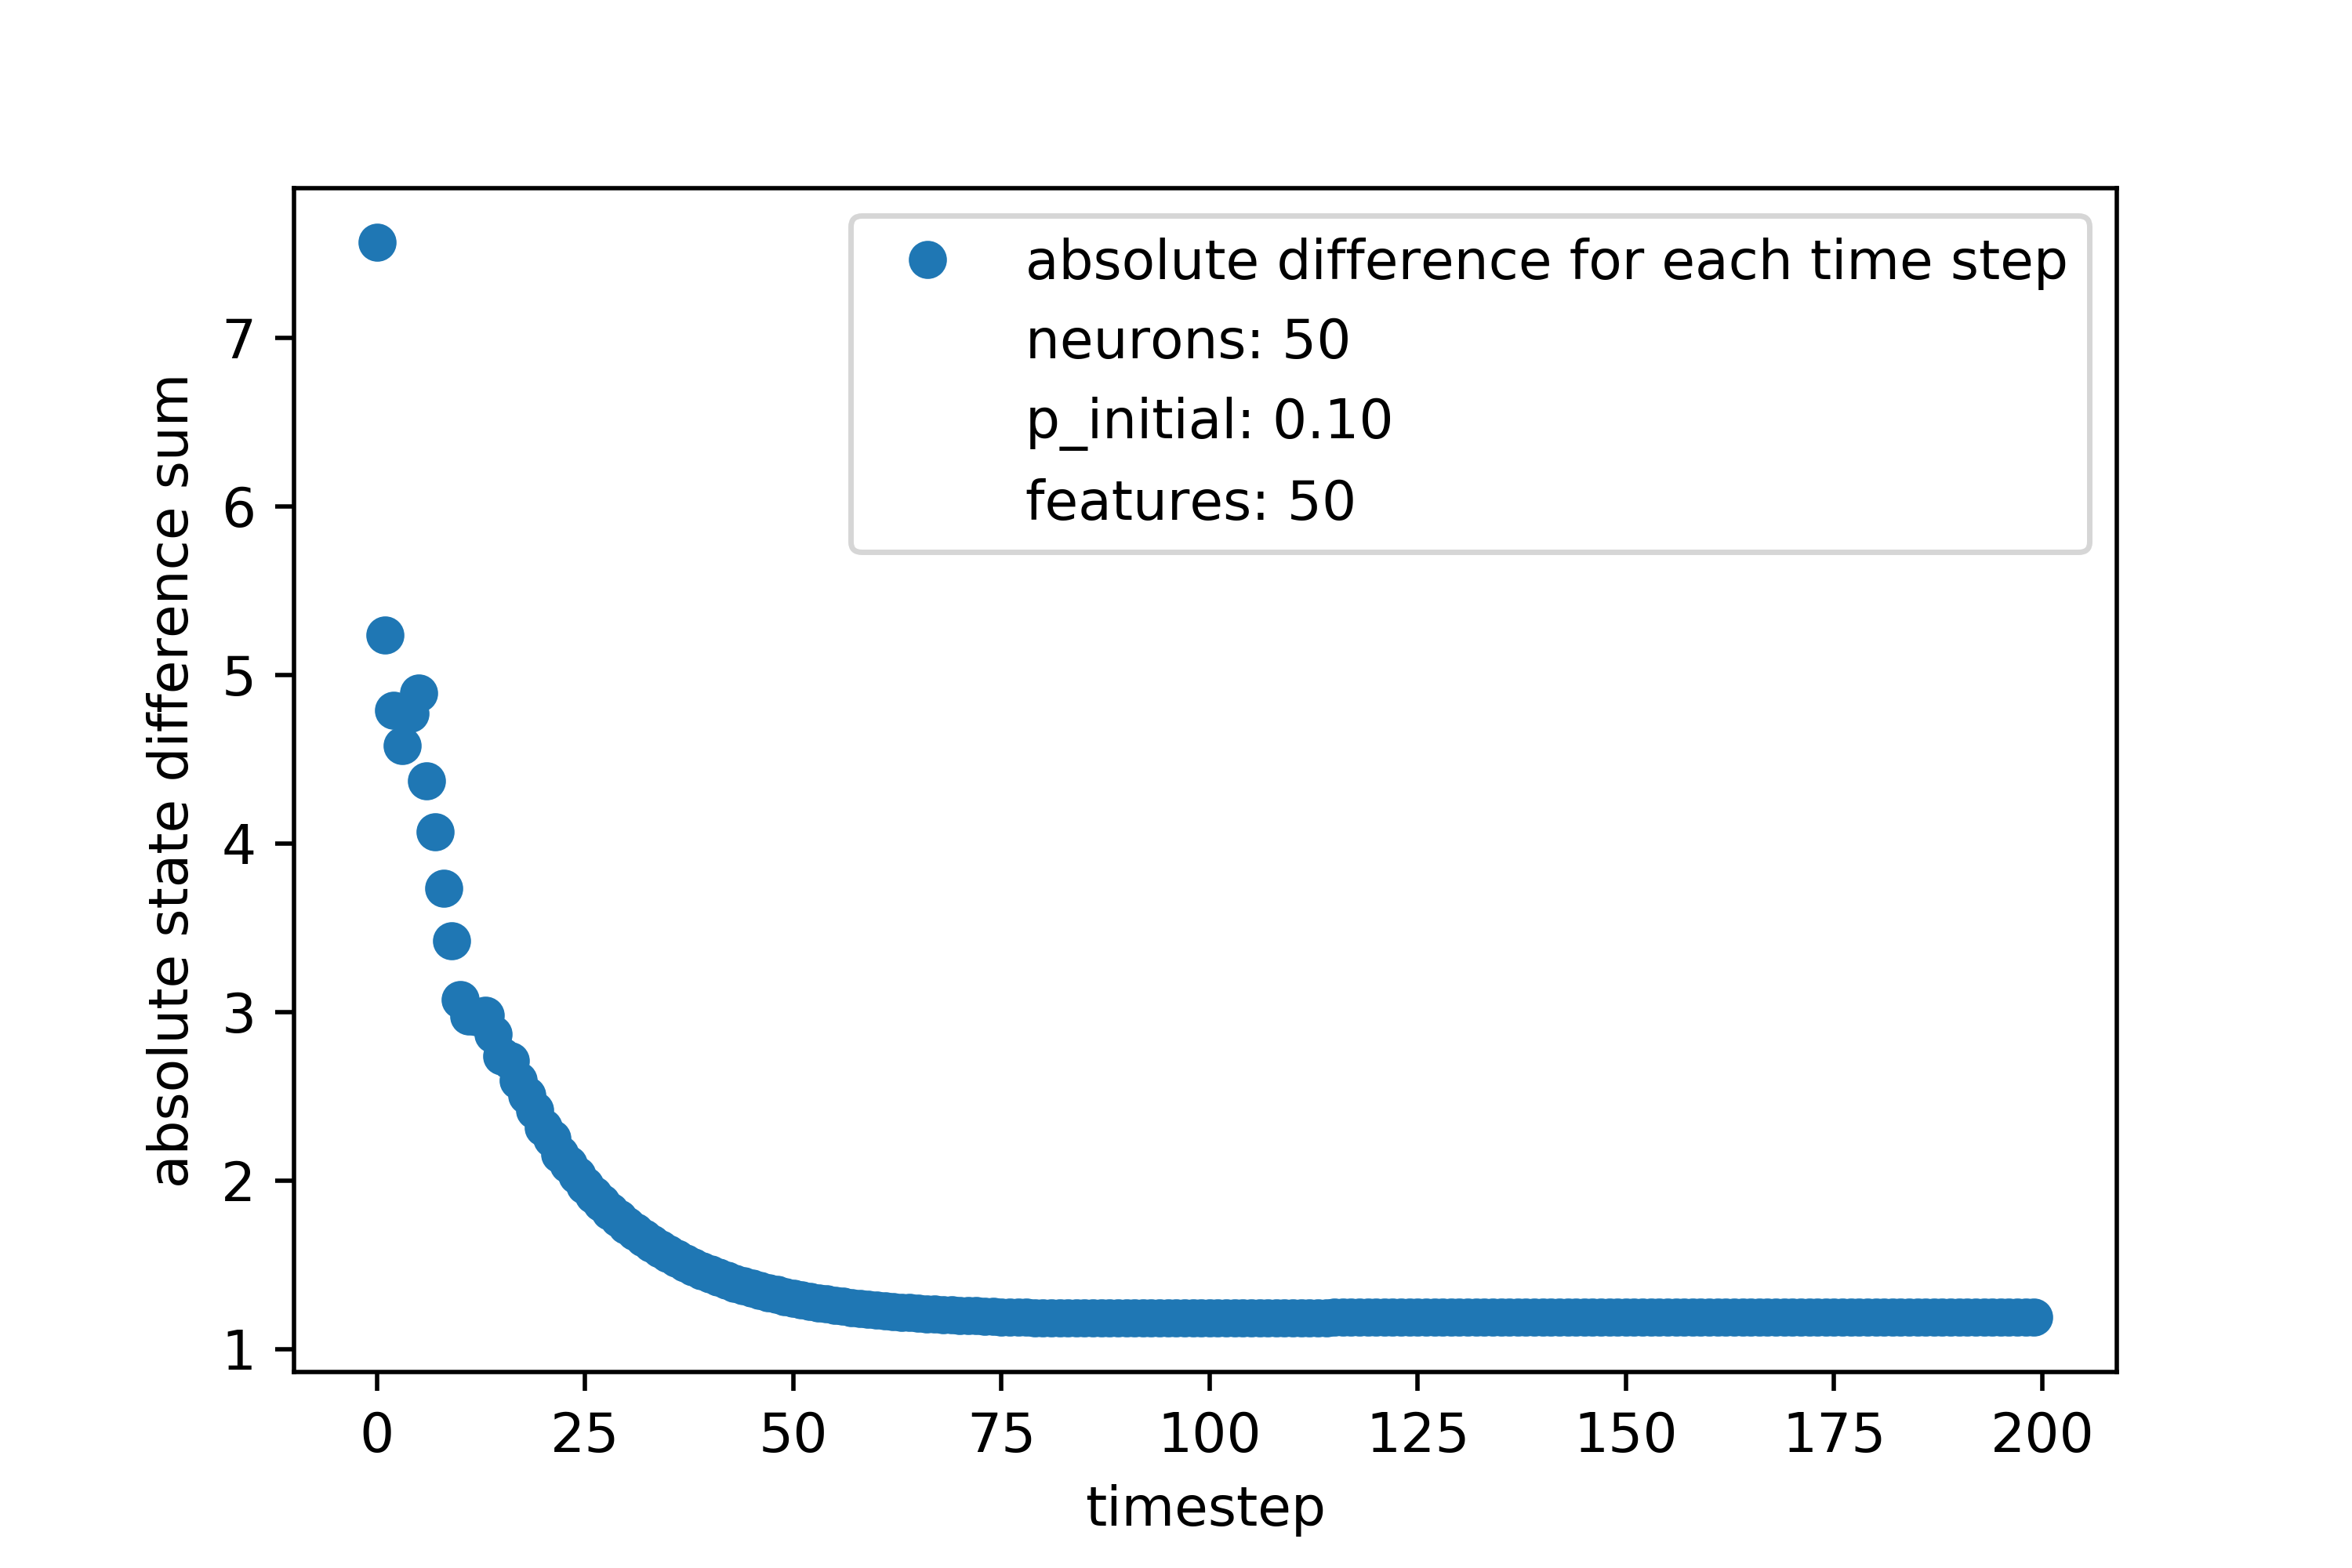 absolute difference for each time step
neurons: 50
p_initial: 0.10
features: 50
absolute state difference sum
7
6
5
4
3
2
1
0 25 50 75 100 125 150 175 200
timestep